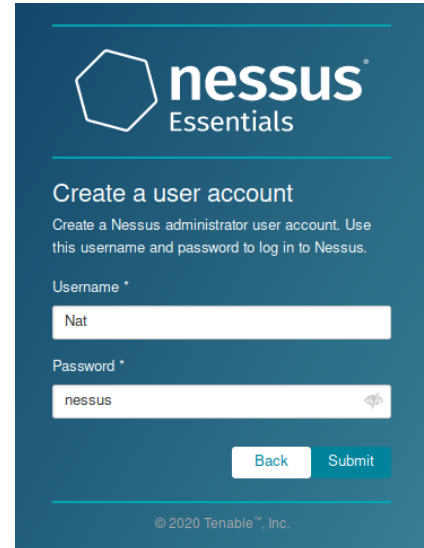 nessus®
Essentials
Create a user account
Create a Nessus administrator user account. Use
this username and password to log in to Nessus.
Username *
Nat
Password *
nessus
Back Submit
© 2020 Tenable™, Inc.